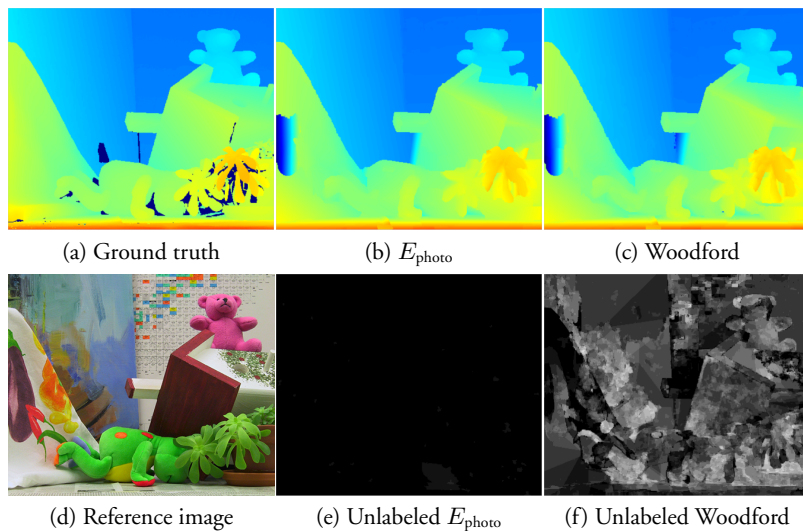 (a) Ground truth
(b) E_photo
(c) Woodford
(d) Reference image
(e) Unlabeled E_photo
(f) Unlabeled Woodford